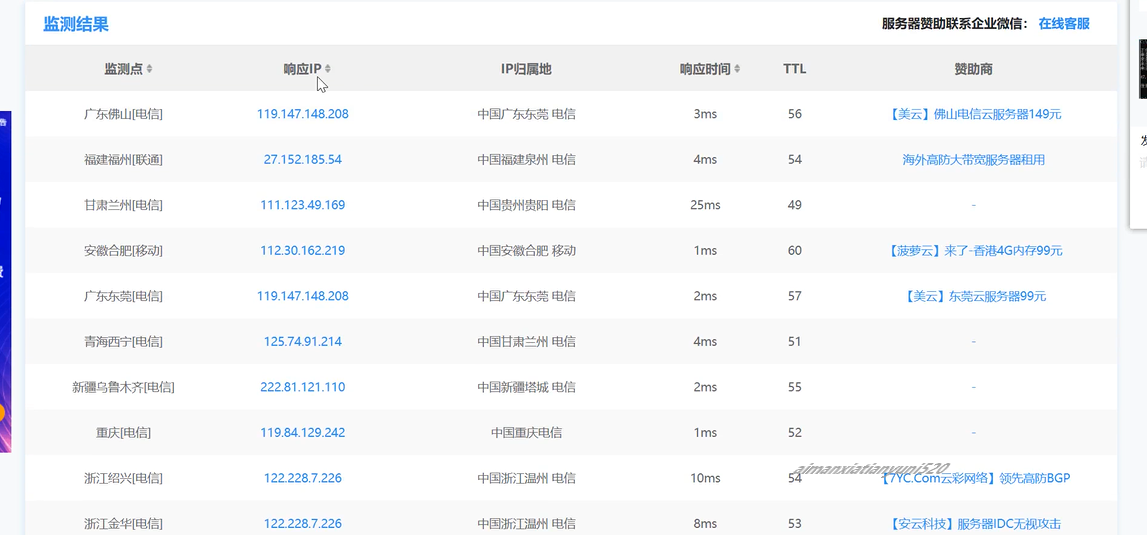 监测结果 服务器赞助联系企业微信： 在线客服
监测点 响应IP IP归属地 响应时间 TTL 赞助商
广东佛山[电信] 119.147.148.208 中国广东东莞 电信 3ms 56 【美云】佛山电信云服务器149元
福建福州[联通] 27.152.185.54 中国福建泉州 电信 4ms 54 海外高防大带宽服务器租用
甘肃兰州[电信] 111.123.49.169 中国贵州贵阳 电信 25ms 49 -
安徽合肥[移动] 112.30.162.219 中国安徽合肥 移动 1ms 60 【菠萝云】来了-香港4G内存99元
广东东莞[电信] 119.147.148.208 中国广东东莞 电信 2ms 57 【美云】东莞云服务器99元
青海西宁[电信] 125.74.91.214 中国甘肃兰州 电信 4ms 51 -
新疆乌鲁木齐[电信] 222.81.121.110 中国新疆塔城 电信 2ms 55 -
重庆[电信] 119.84.129.242 中国重庆电信 1ms 52 -
aimanxiatianyuni520
浙江绍兴[电信] 122.228.7.226 中国浙江温州 电信 10ms 54 【7YC.Com云彩网络】领先高防BGP
浙江金华[电信] 122.228.7.226 中国浙江温州 电信 8ms 53 【安云科技】服务器IDC无视攻击